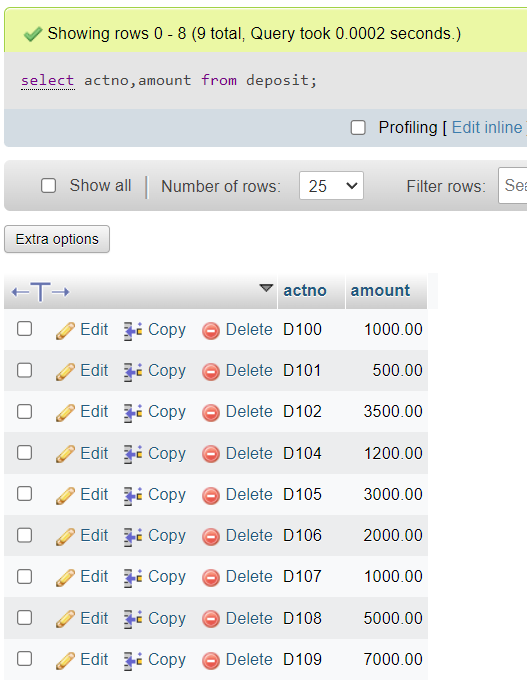 Showing rows 0 - 8 (9 total, Query took 0.0002 seconds.)
select actno,amount from deposit;
Profiling [ Edit inline
Show all Number of rows: 25 Filter rows:
Extra options
actno amount
Edit Copy Delete D100 1000.00
Edit Copy Delete D101 500.00
Edit Copy Delete D102 3500.00
Edit Copy Delete D104 1200.00
Edit Copy Delete D105 3000.00
Edit Copy Delete D106 2000.00
Edit Copy Delete D107 1000.00
Edit Copy Delete D108 5000.00
Edit Copy Delete D109 7000.00